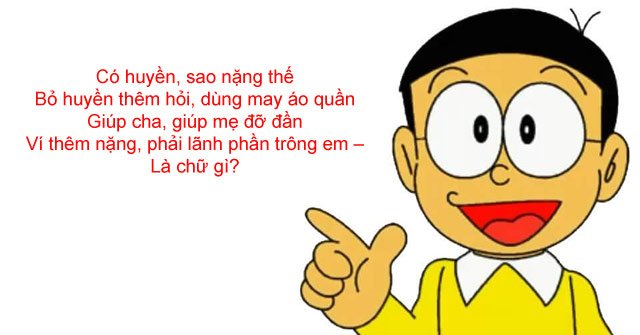 Có huyền, sao nặng thế
Bỏ huyền thêm hỏi, dùng may áo quần
Giúp cha, giúp mẹ đỡ đần
Ví thêm nặng, phải lãnh phần trông em –
Là chữ gì?